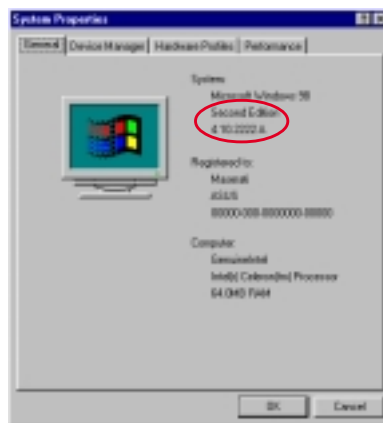 System Properties
General Device Manager Hardware Profiles Performance
System:
Microsoft Windows 98
Second Edition
4.10.2222 A
Registered to:
ASUS
Computer:
GenuineIntel
Intel(r) Celeron(tm) Processor
64.0MB RAM
OK Cancel